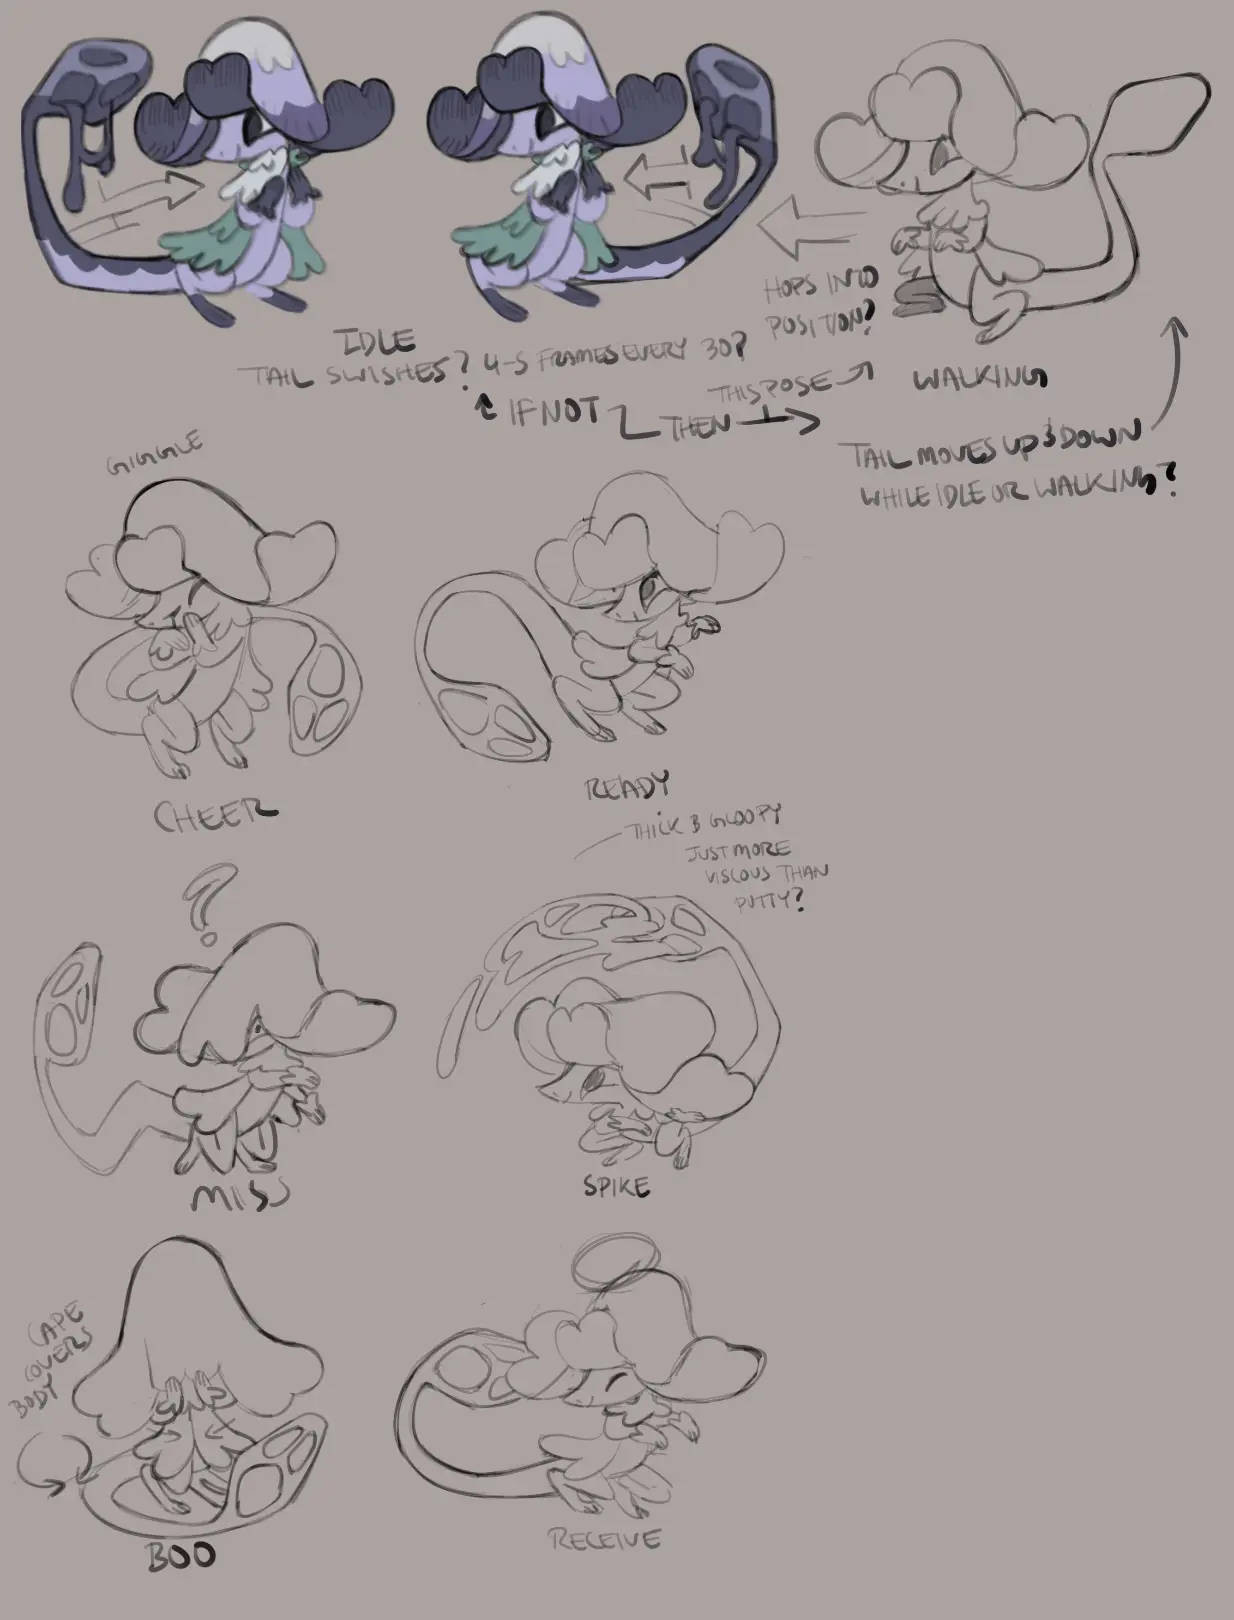 IDLE
TAIL SWISHES? 4-5 FRAMES EVERY 30?
↑ IF NOT
THEN →
THIS POSE ↗
HOPS INTO
POSITION?
WALKING
TAIL MOVES UP & DOWN
WHILE IDLE OR WALKING?
GIGGLE
CHEER
READY
THICK & GLOOPY
JUST MORE
VISCOUS THAN
PUTTY?
?
MISS
SPIKE
CAPE
COVERS
BODY
BOO
RECEIVE